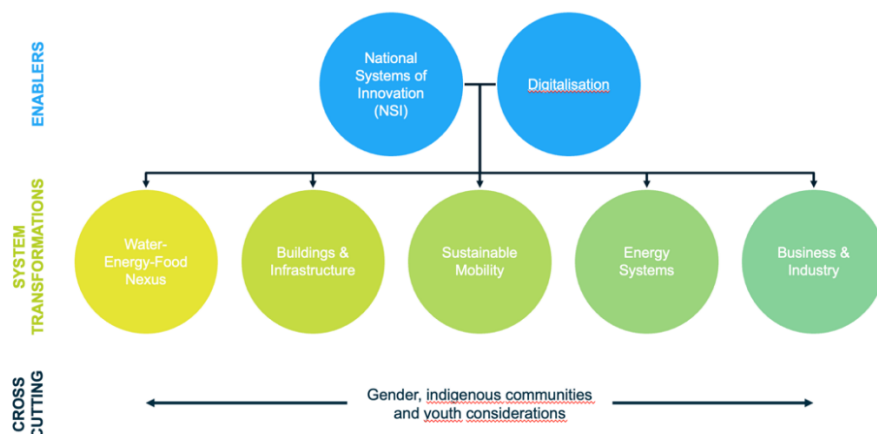 ENABLERS
National
Systems of
Innovation
(NSI)
Digitalisation
SYSTEM
TRANSFORMATIONS
Water-
Energy-Food
Nexus
Buildings &
Infrastructure
Sustainable
Mobility
Energy
Systems
Business &
Industry
CROSS
CUTTING
Gender, indigenous communities
and youth considerations